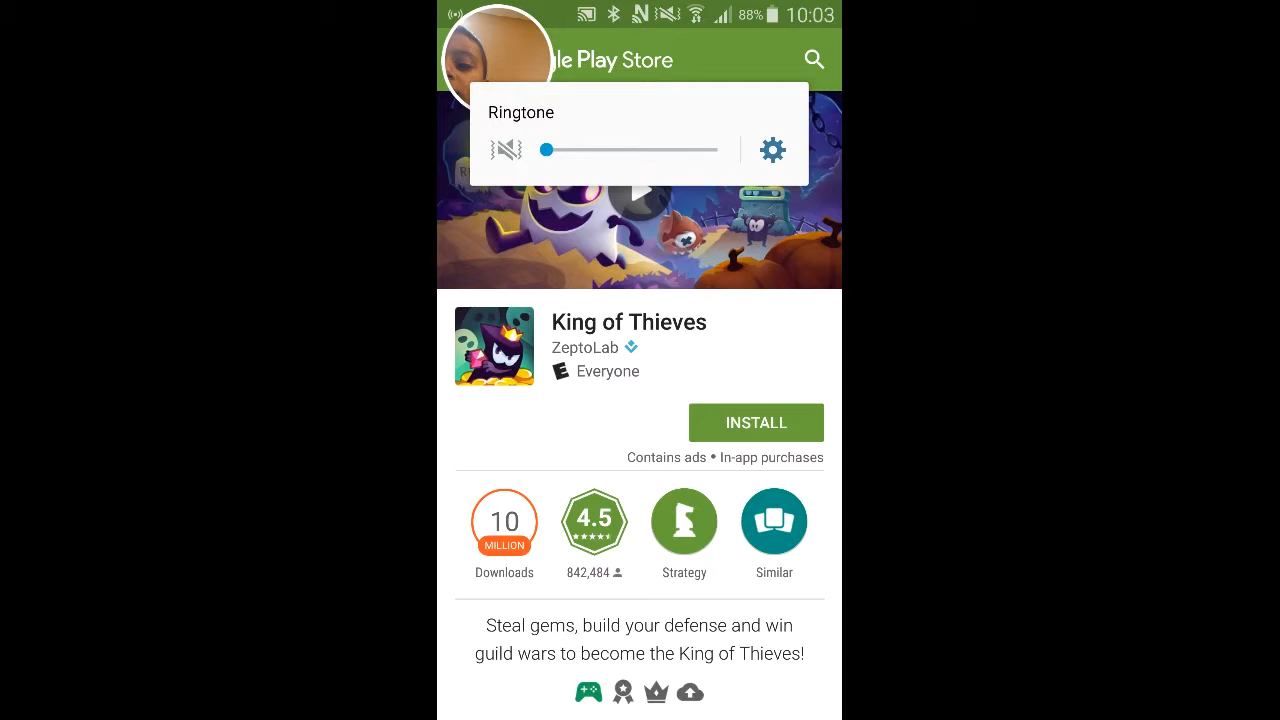 88% 10:03
gle Play Store
Ringtone
King of Thieves
ZeptoLab
Everyone
INSTALL
Contains ads • In-app purchases
10
MILLION
4.5
Downloads
842,484
Strategy
Similar
Steal gems, build your defense and win
guild wars to become the King of Thieves!